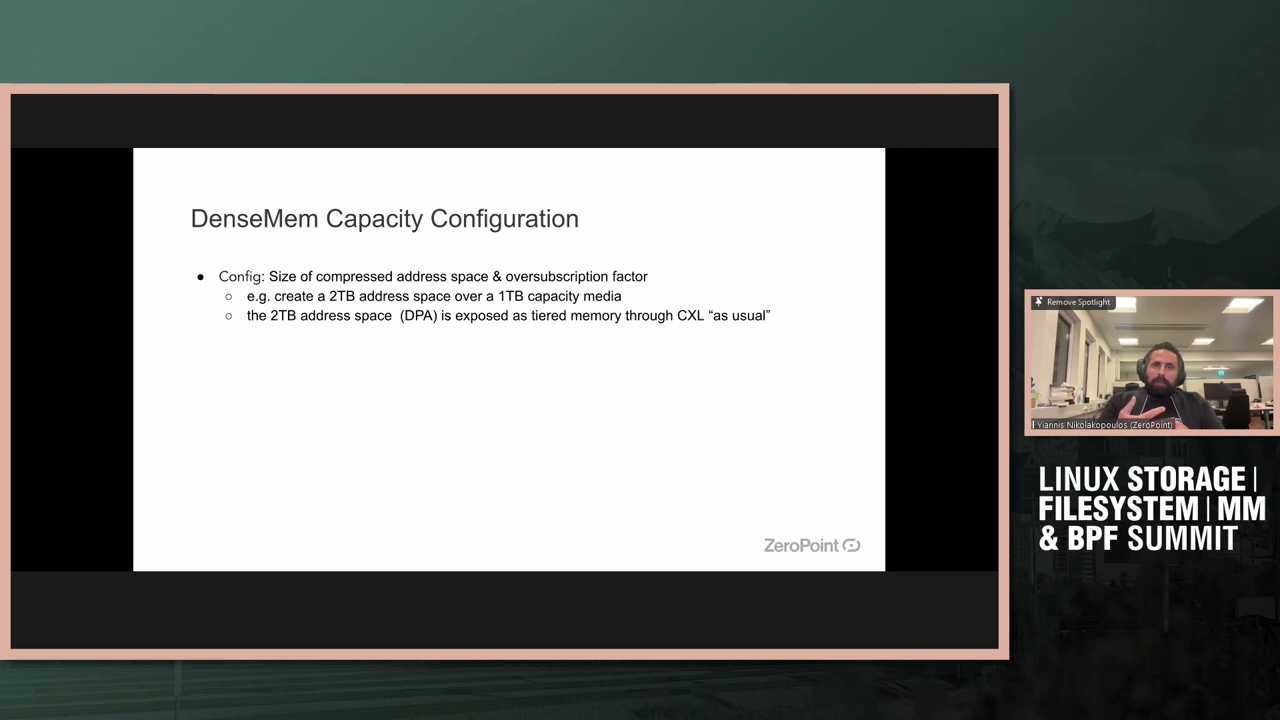 DenseMem Capacity Configuration
● Config: Size of compressed address space & oversubscription factor
○ e.g. create a 2TB address space over a 1TB capacity media
○ the 2TB address space (DPA) is exposed as tiered memory through CXL “as usual”
ZeroPoint
Remove Spotlight
Yiannis Nikolakopoulos (ZeroPoint)
LINUX STORAGE |
FILESYSTEM | MM
& BPF SUMMIT